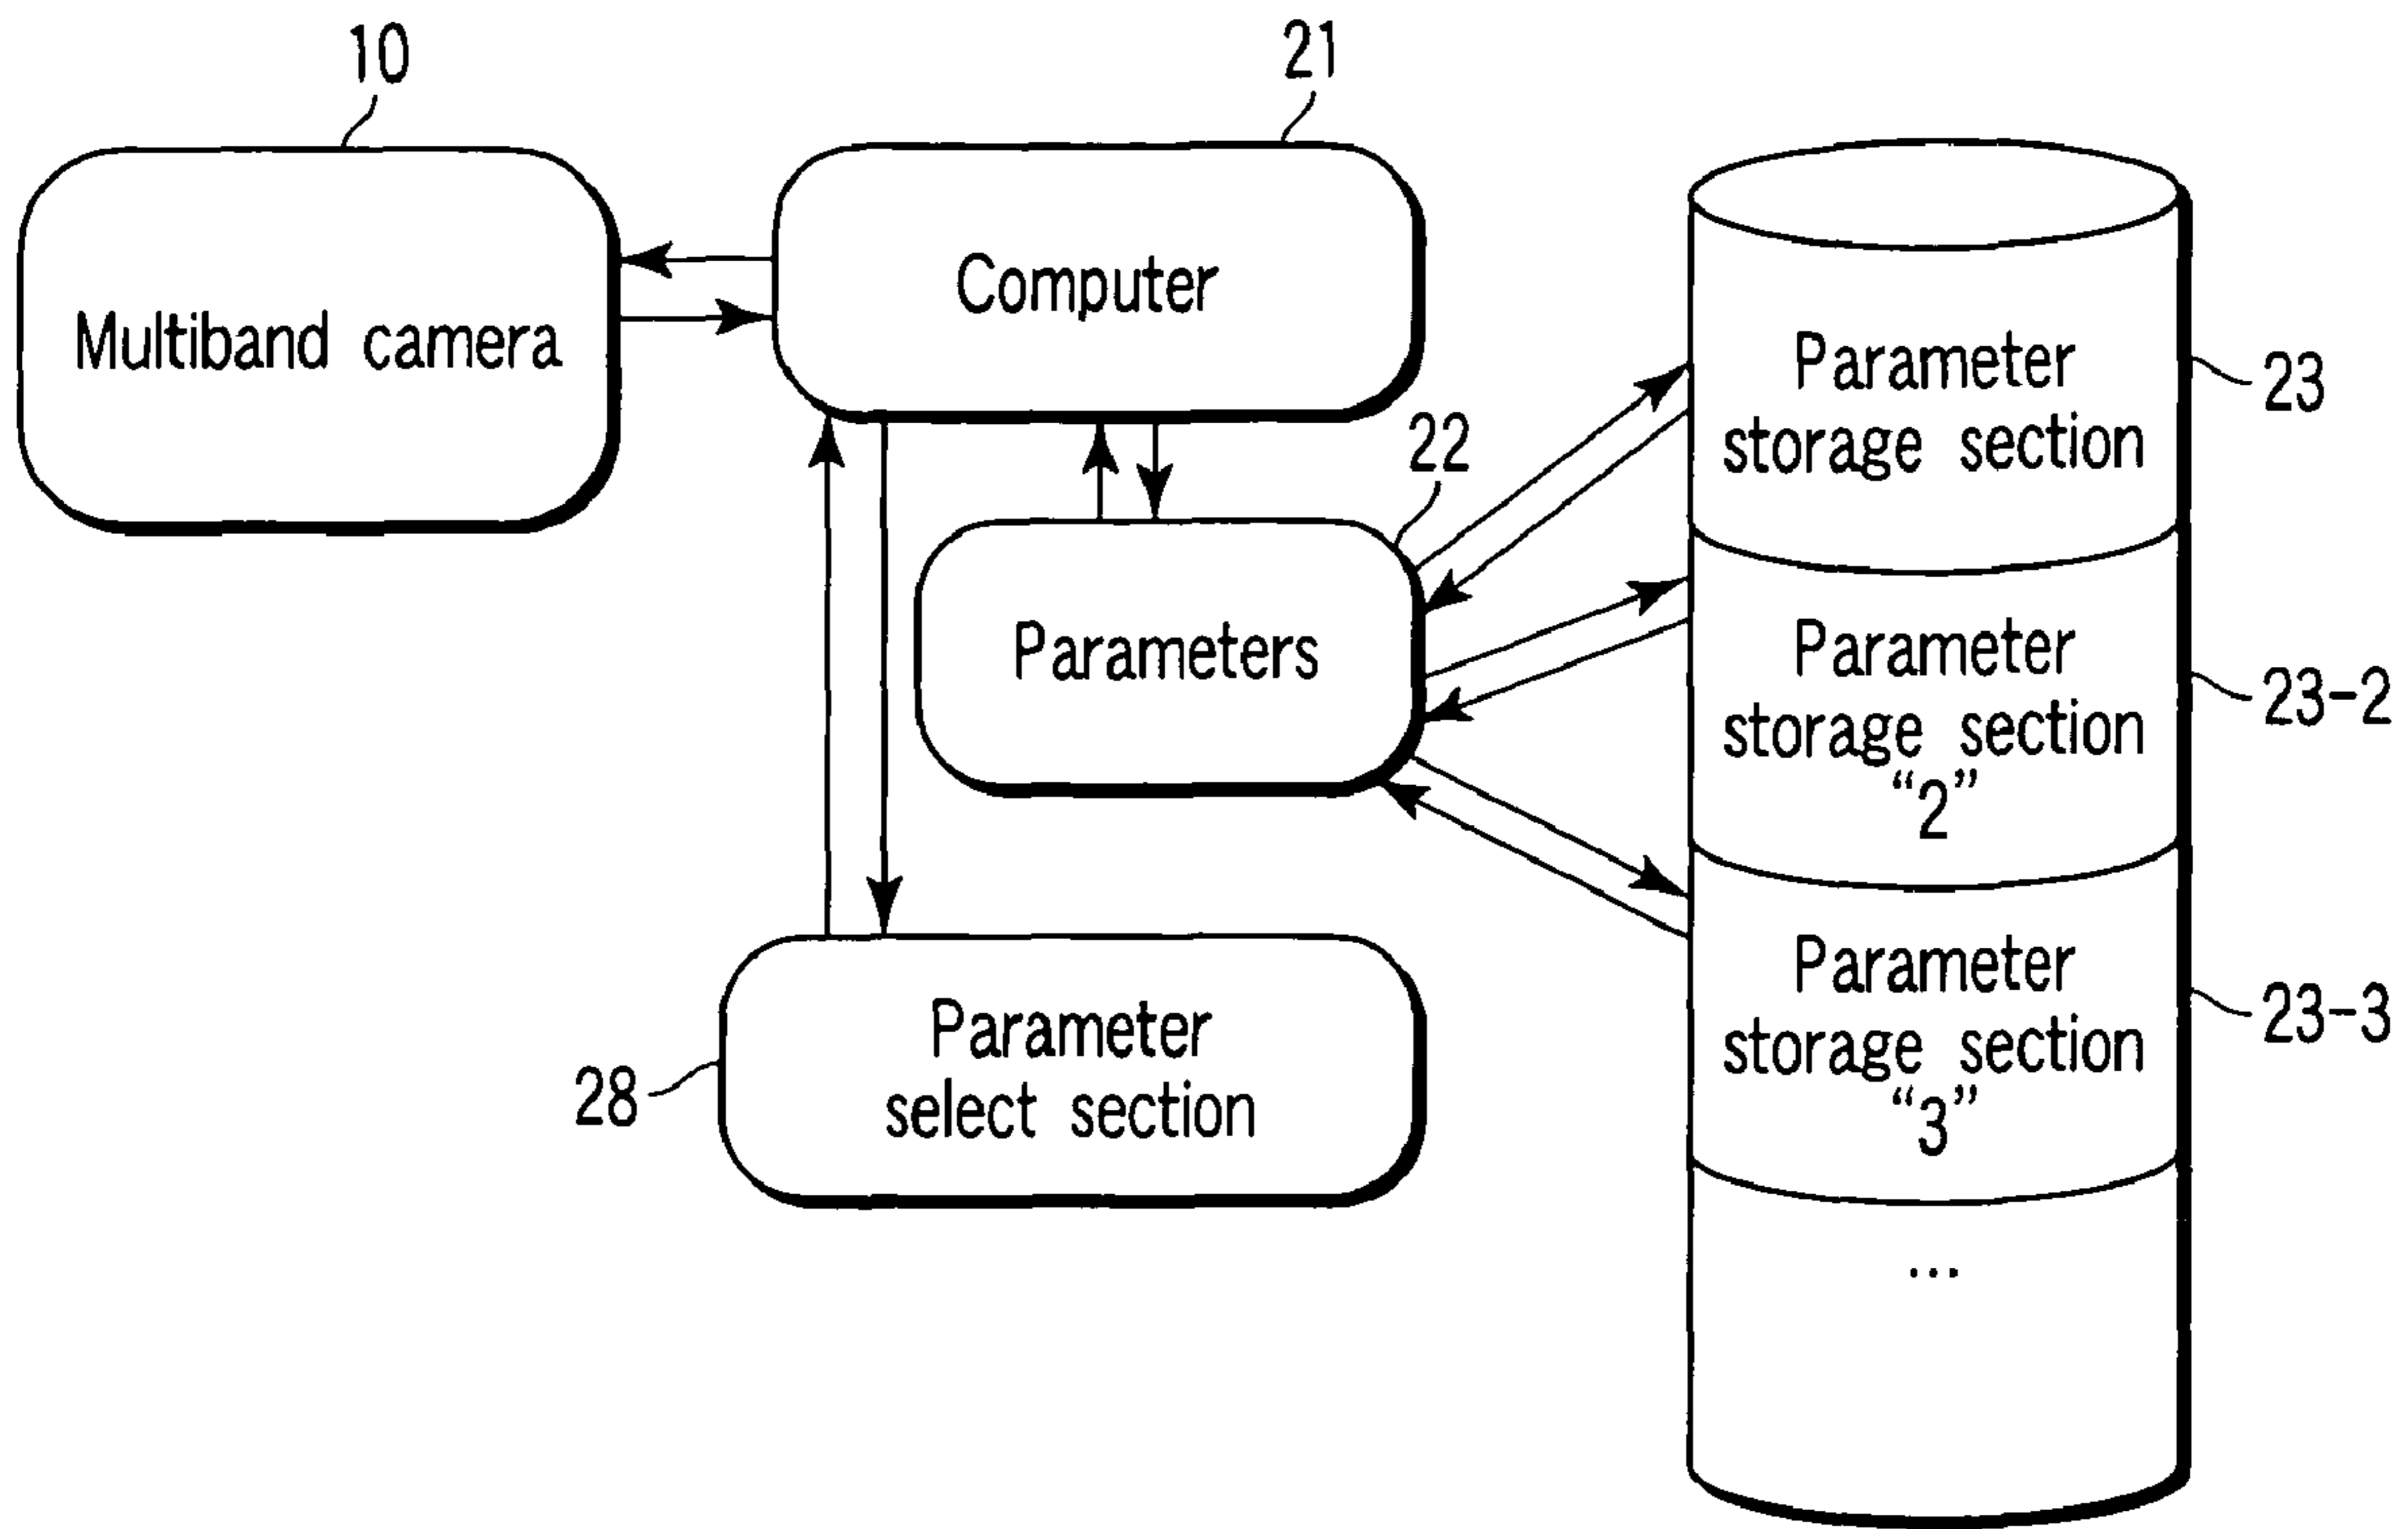 10
21
Multiband camera
Computer
Parameter
storage section
23
22
Parameters
Parameter
storage section
“2”
23-2
Parameter
storage section
“3”
23-3
Parameter
select section
28
...